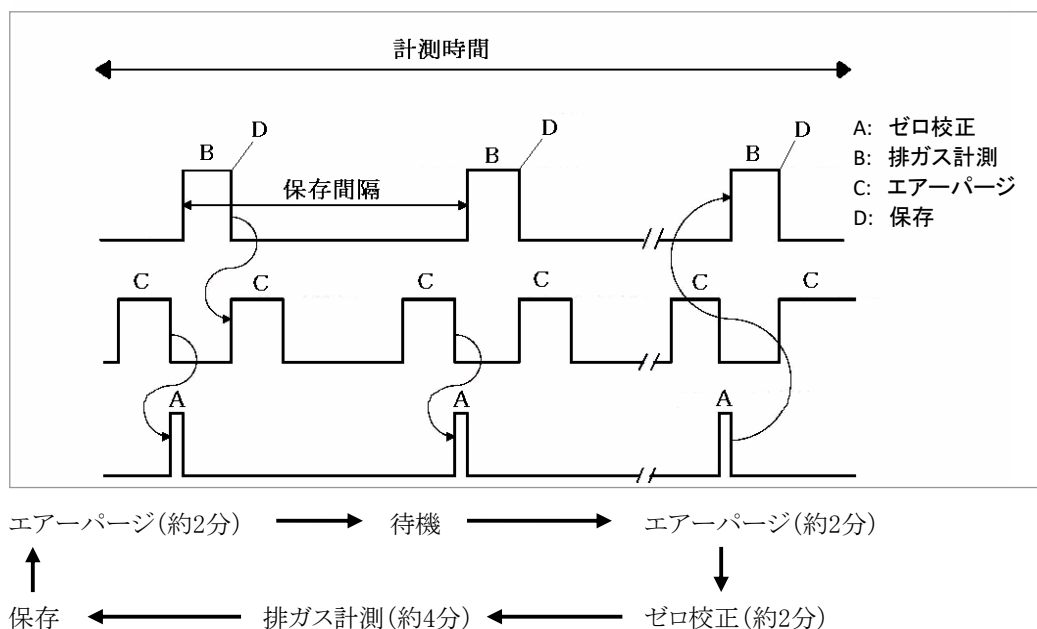 計測時間
B
D
B
D
B
D
保存間隔
A: ゼロ校正
B: 排ガス計測
C: エアーパージ
D: 保存
C
C
C
C
C
C
A
A
A
エアーパージ(約2分)
待機
エアーパージ(約2分)
保存
排ガス計測(約4分)
ゼロ校正(約2分)